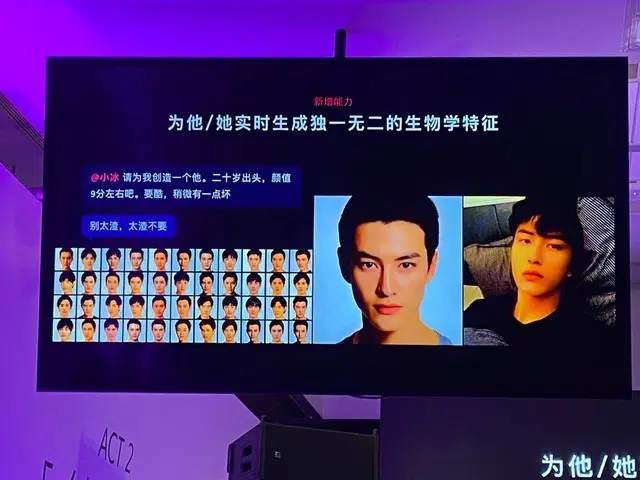 新增能力
为他/她实时生成独一无二的生物学特征
@小冰 请为我创造一个他。二十岁出头，颜值
9分左右吧。要酷，稍微有一点坏
别太渣，太渣不要
ACT 2
为他/她